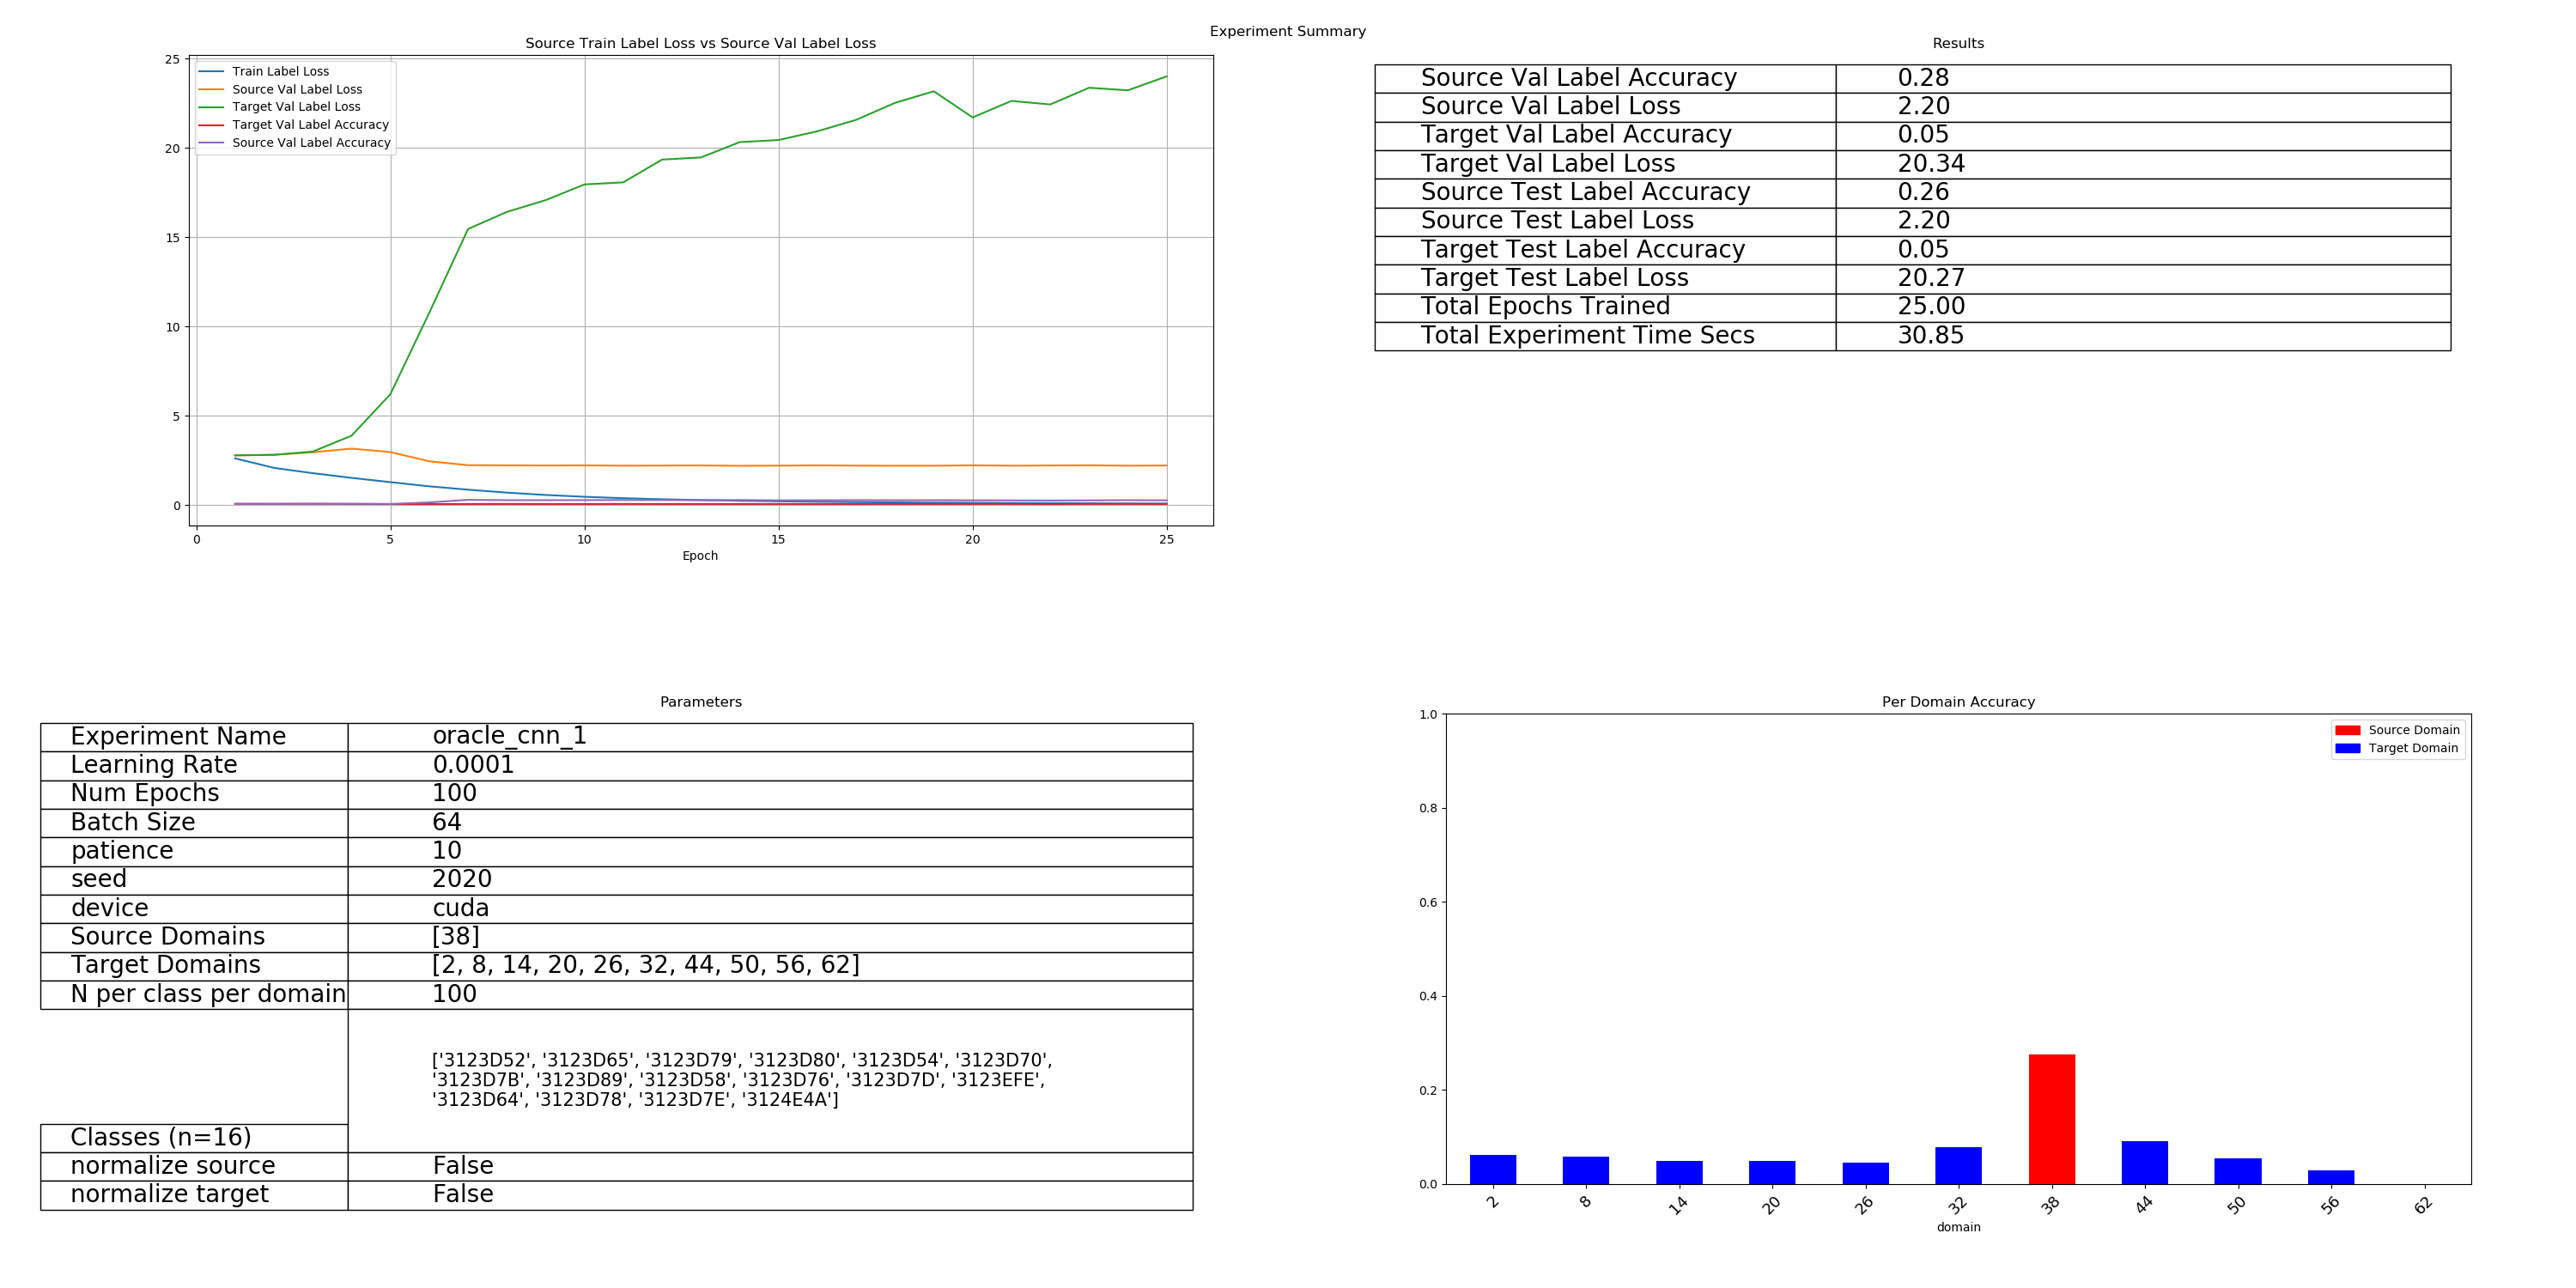 Experiment Summary
Source Train Label Loss vs Source Val Label Loss
25
20
15
10
5
0
Train Label Loss
Source Val Label Loss
Target Val Label Loss
Target Val Label Accuracy
Source Val Label Accuracy
0 5 10 15 20 25
Epoch
Results
Source Val Label Accuracy 0.28
Source Val Label Loss 2.20
Target Val Label Accuracy 0.05
Target Val Label Loss 20.34
Source Test Label Accuracy 0.26
Source Test Label Loss 2.20
Target Test Label Accuracy 0.05
Target Test Label Loss 20.27
Total Epochs Trained 25.00
Total Experiment Time Secs 30.85
Parameters
Experiment Name oracle_cnn_1
Learning Rate 0.0001
Num Epochs 100
Batch Size 64
patience 10
seed 2020
device cuda
Source Domains [38]
Target Domains [2, 8, 14, 20, 26, 32, 44, 50, 56, 62]
N per class per domain 100
['3123D52', '3123D65', '3123D79', '3123D80', '3123D54', '3123D70',
'3123D7B', '3123D89', '3123D58', '3123D76', '3123D7D', '3123EFE',
'3123D64', '3123D78', '3123D7E', '3124E4A']
Classes (n=16)
normalize source False
normalize target False
Per Domain Accuracy
1.0
0.8
0.6
0.4
0.2
0.0
Source Domain
Target Domain
2 8 14 20 26 32 38 44 50 56 62
domain